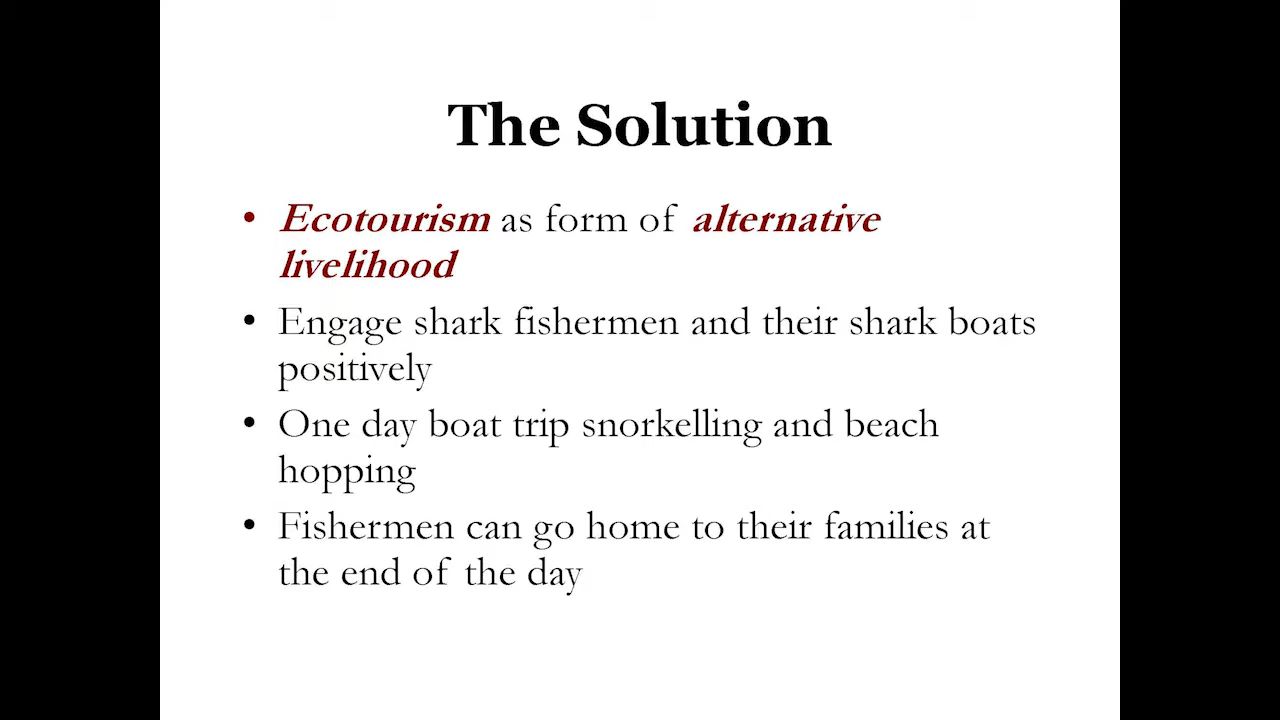 The Solution
• Ecotourism as form of alternative
livelihood
• Engage shark fishermen and their shark boats
positively
• One day boat trip snorkelling and beach
hopping
• Fishermen can go home to their families at
the end of the day